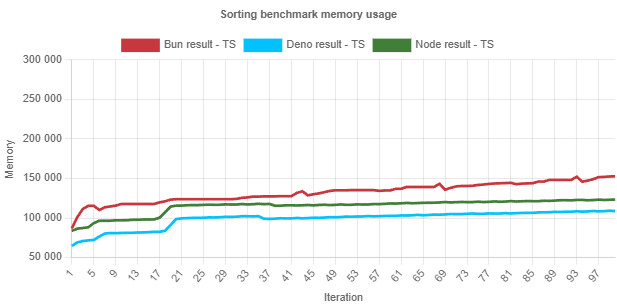 Sorting benchmark memory usage
Bun result - TS Deno result - TS Node result - TS
300 000
250 000
200 000
150 000
100 000
50 000
Memory
1 5 9 13 17 21 25 29 33 37 41 45 49 53 57 61 65 69 73 77 81 85 89 93 97
Iteration